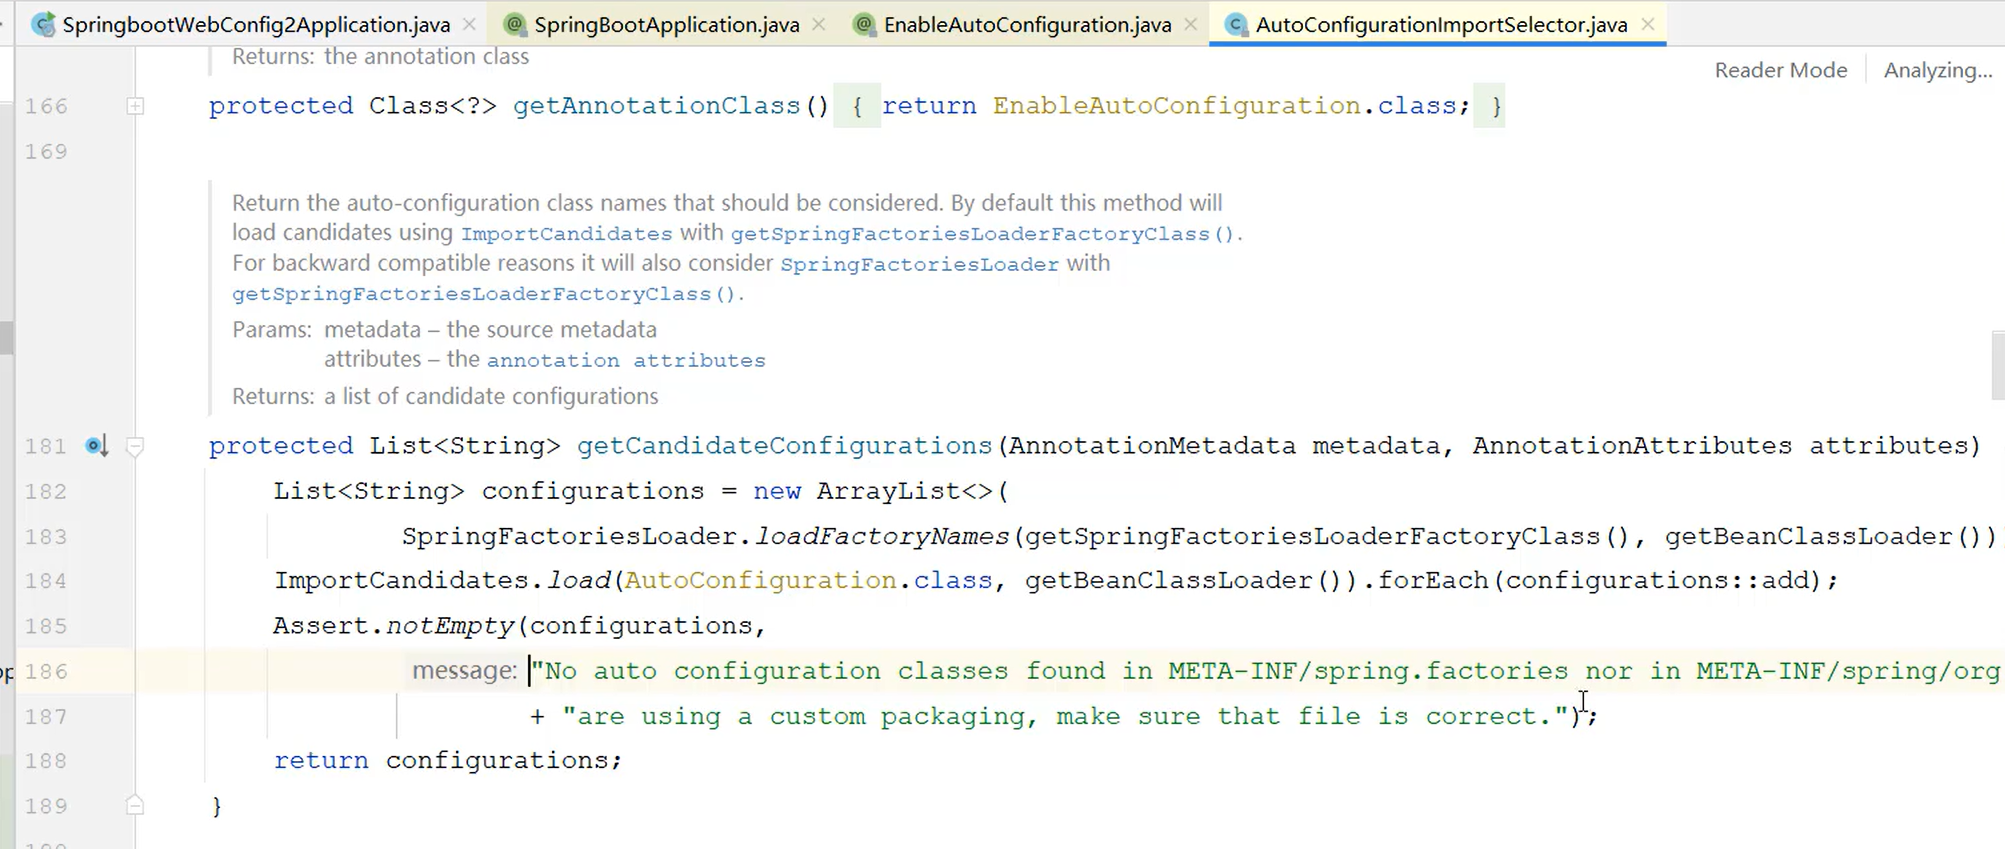 SpringbootWebConfig2Application.java SpringBootApplication.java EnableAutoConfiguration.java AutoConfigurationImportSelector.java
Returns: the annotation class
Reader Mode Analyzing...
166 protected Class<?> getAnnotationClass() { return EnableAutoConfiguration.class; }
169
Return the auto-configuration class names that should be considered. By default this method will
load candidates using ImportCandidates with getSpringFactoriesLoaderFactoryClass().
For backward compatible reasons it will also consider SpringFactoriesLoader with
getSpringFactoriesLoaderFactoryClass().
Params: metadata – the source metadata
attributes – the annotation attributes
Returns: a list of candidate configurations
181 protected List<String> getCandidateConfigurations(AnnotationMetadata metadata, AnnotationAttributes attributes)
182 List<String> configurations = new ArrayList<>(
183 SpringFactoriesLoader.loadFactoryNames(getSpringFactoriesLoaderFactoryClass(), getBeanClassLoader())
184 ImportCandidates.load(AutoConfiguration.class, getBeanClassLoader()).forEach(configurations::add);
185 Assert.notEmpty(configurations,
186 message: "No auto configuration classes found in META-INF/spring.factories nor in META-INF/spring/org
187 + "are using a custom packaging, make sure that file is correct.");
188 return configurations;
189 }